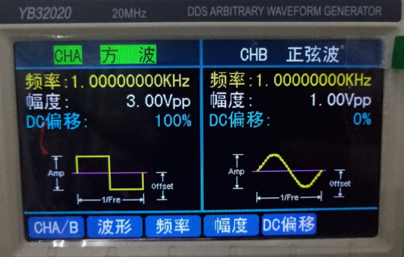 YB32020 20MHz DDS ARBITRARY WAVEFORM GENERATOR
CHA 方 波
频率:1.00000000KHz
幅度: 3.00Vpp
DC偏移: 100%
Amp
Offset
1/Fre
CHB 正弦波
频率:1.00000000KHz
幅度: 1.00Vpp
DC偏移: 0%
Amp
Offset
1/Fre
CHA/B 波形 频率 幅度 DC偏移